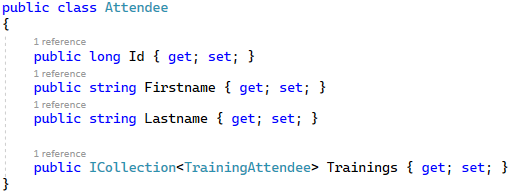 public class Attendee
{
1 reference
public long Id { get; set; }
1 reference
public string Firstname { get; set; }
1 reference
public string Lastname { get; set; }
1 reference
public ICollection<TrainingAttendee> Trainings { get; set; }
}